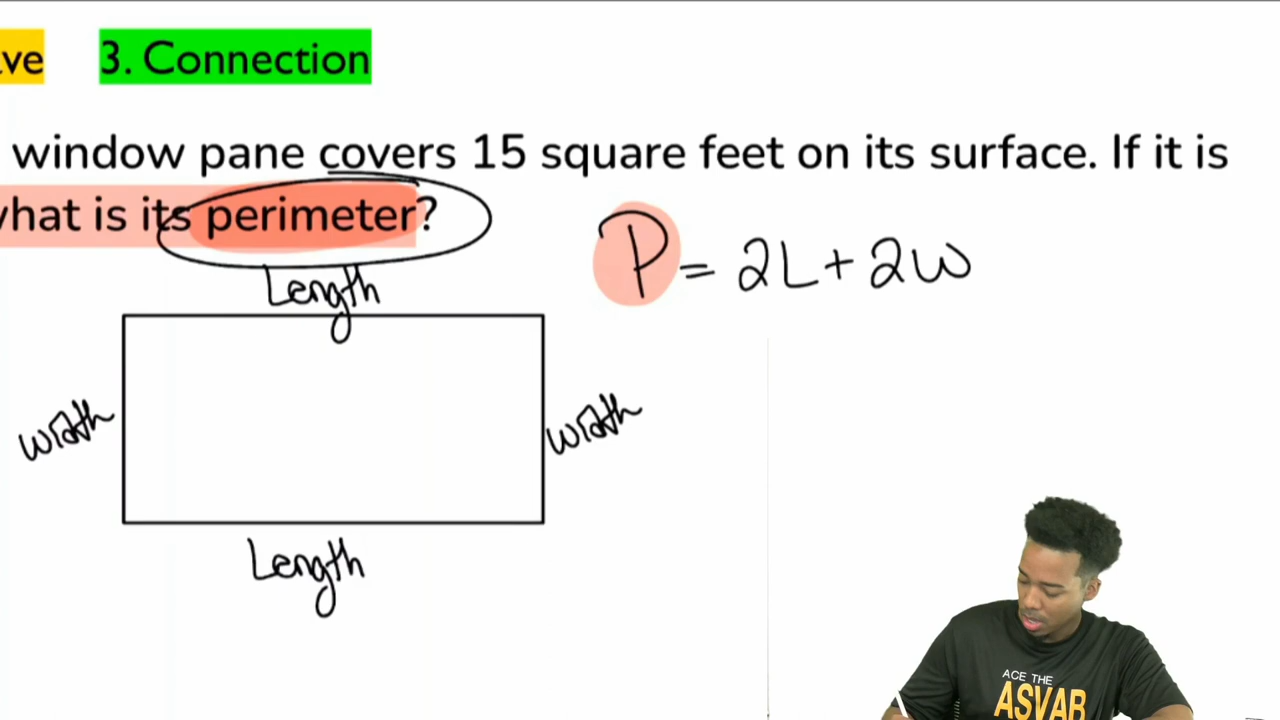 ve 3. Connection
window pane covers 15 square feet on its surface. If it is
what is its perimeter?
P = 2L + 2W
Length
width
width
Length
ACE THE
ASVAB